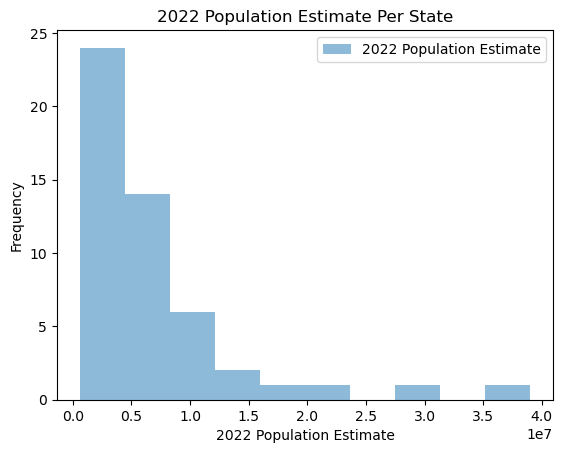 2022 Population Estimate Per State
2022 Population Estimate
25
20
15
10
5
0
Frequency
0.0 0.5 1.0 1.5 2.0 2.5 3.0 3.5 4.0
1e7
2022 Population Estimate